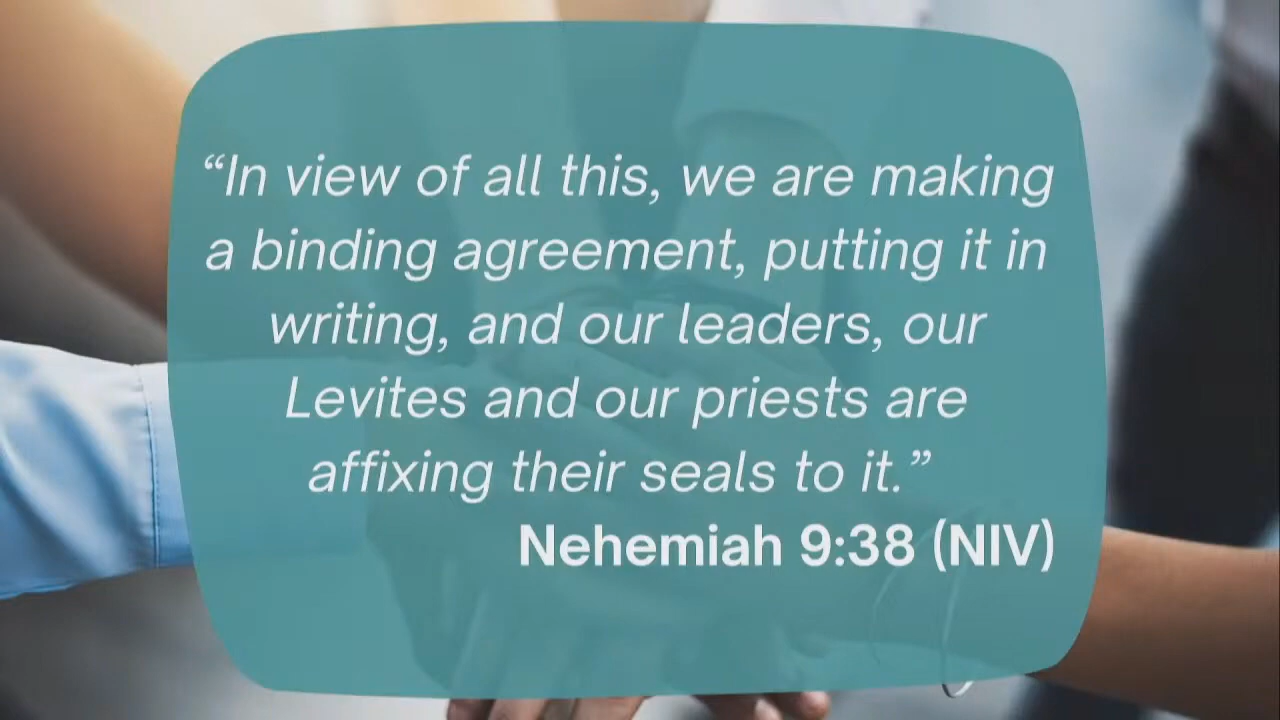 “In view of all this, we are making
a binding agreement, putting it in
writing, and our leaders, our
Levites and our priests are
affixing their seals to it.”
Nehemiah 9:38 (NIV)